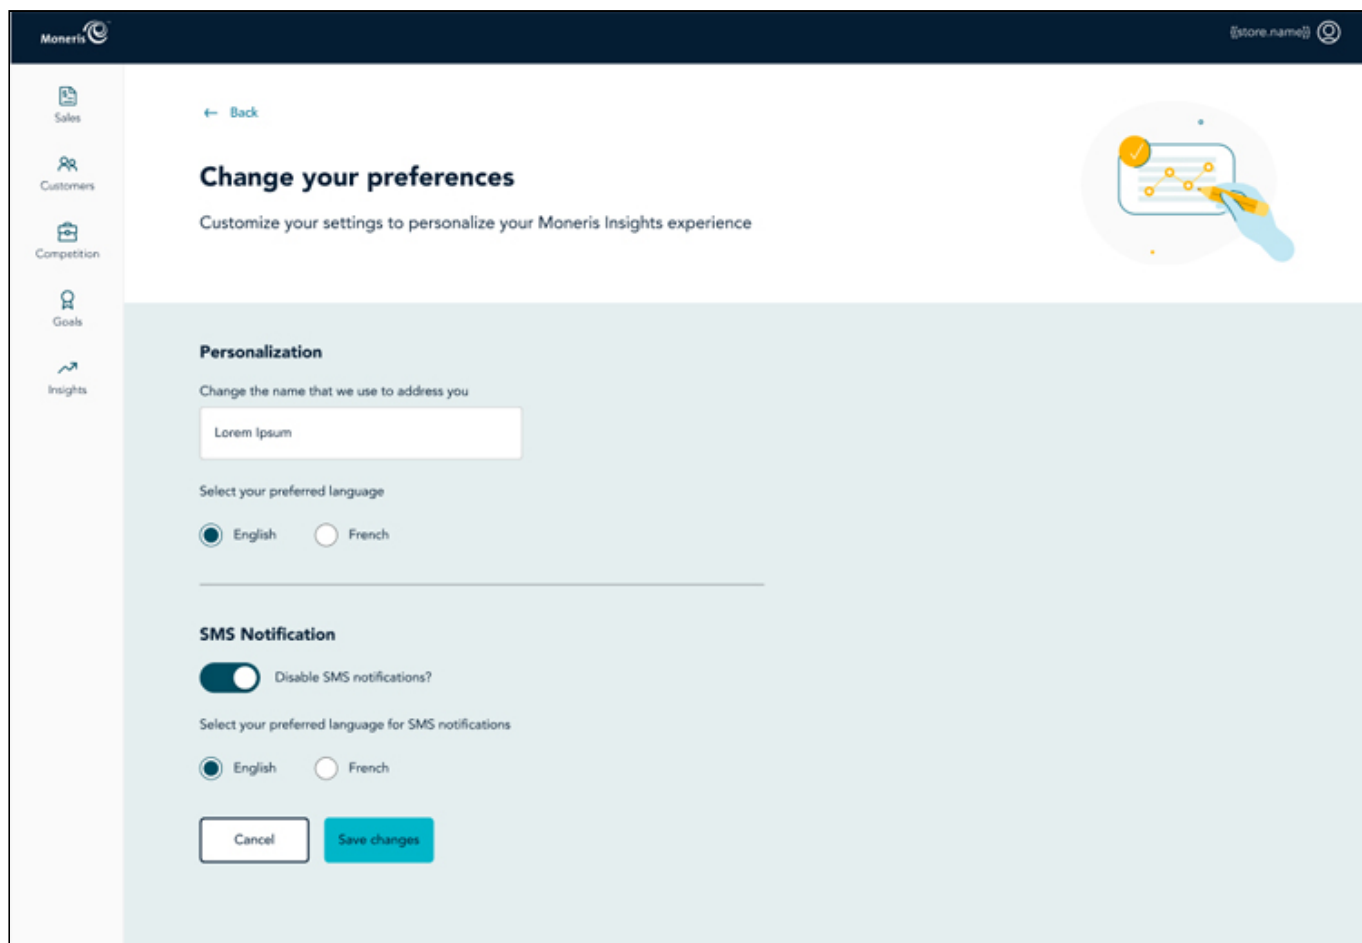 Moneris
{{store.name}}
Sales
Customers
Competition
Goals
Insights
← Back
Change your preferences
Customize your settings to personalize your Moneris Insights experience
Personalization
Change the name that we use to address you
Lorem Ipsum
Select your preferred language
English French
SMS Notification
Disable SMS notifications?
Select your preferred language for SMS notifications
English French
Cancel Save changes